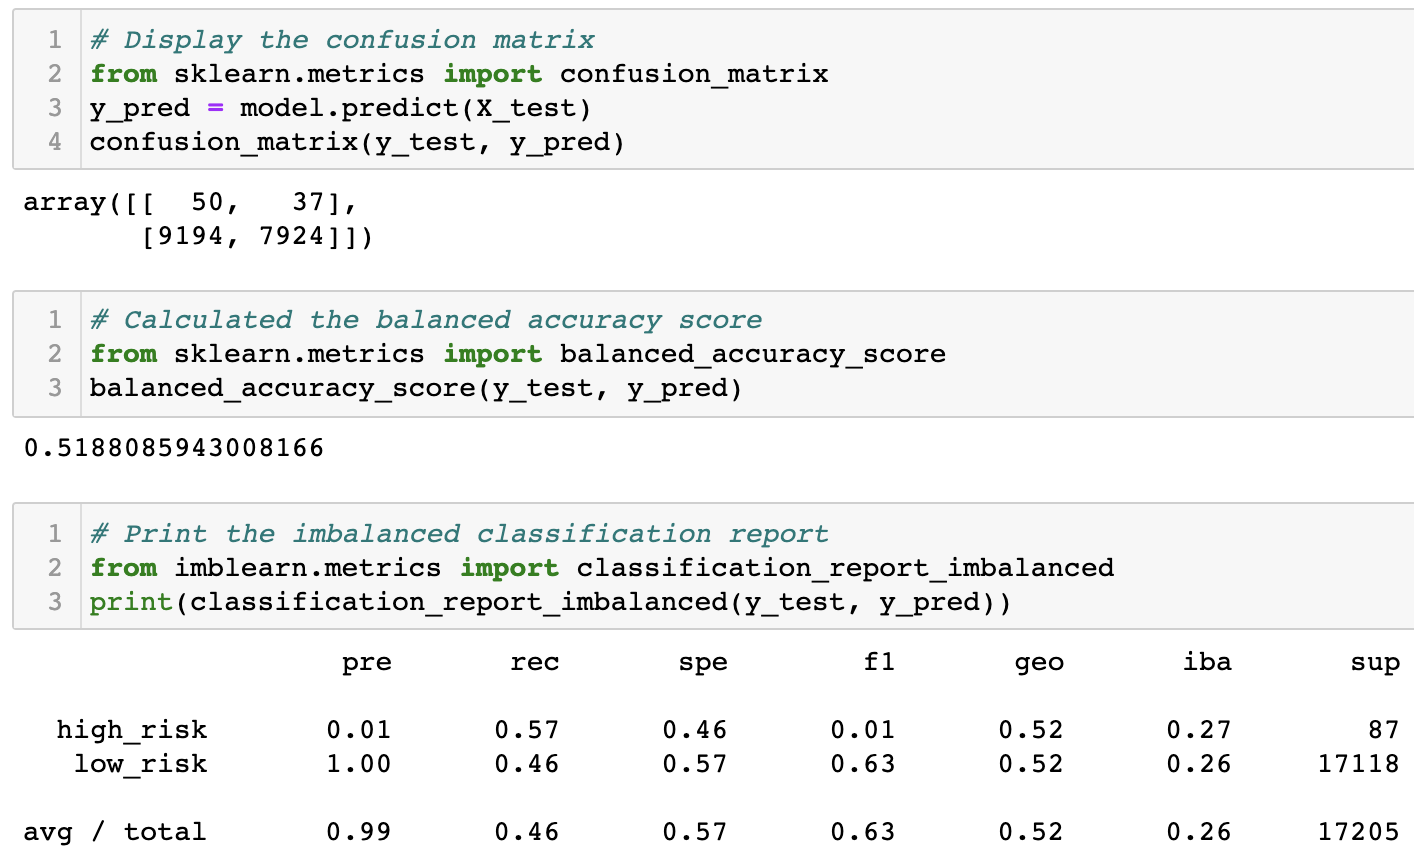 1 # Display the confusion matrix
2 from sklearn.metrics import confusion_matrix
3 y_pred = model.predict(X_test)
4 confusion_matrix(y_test, y_pred)
array([[  50,   37],
       [9194, 7924]])
1 # Calculated the balanced accuracy score
2 from sklearn.metrics import balanced_accuracy_score
3 balanced_accuracy_score(y_test, y_pred)
0.5188085943008166
1 # Print the imbalanced classification report
2 from imblearn.metrics import classification_report_imbalanced
3 print(classification_report_imbalanced(y_test, y_pred))
pre rec spe f1 geo iba sup
high_risk 0.01 0.57 0.46 0.01 0.52 0.27 87
low_risk 1.00 0.46 0.57 0.63 0.52 0.26 17118
avg / total 0.99 0.46 0.57 0.63 0.52 0.26 17205